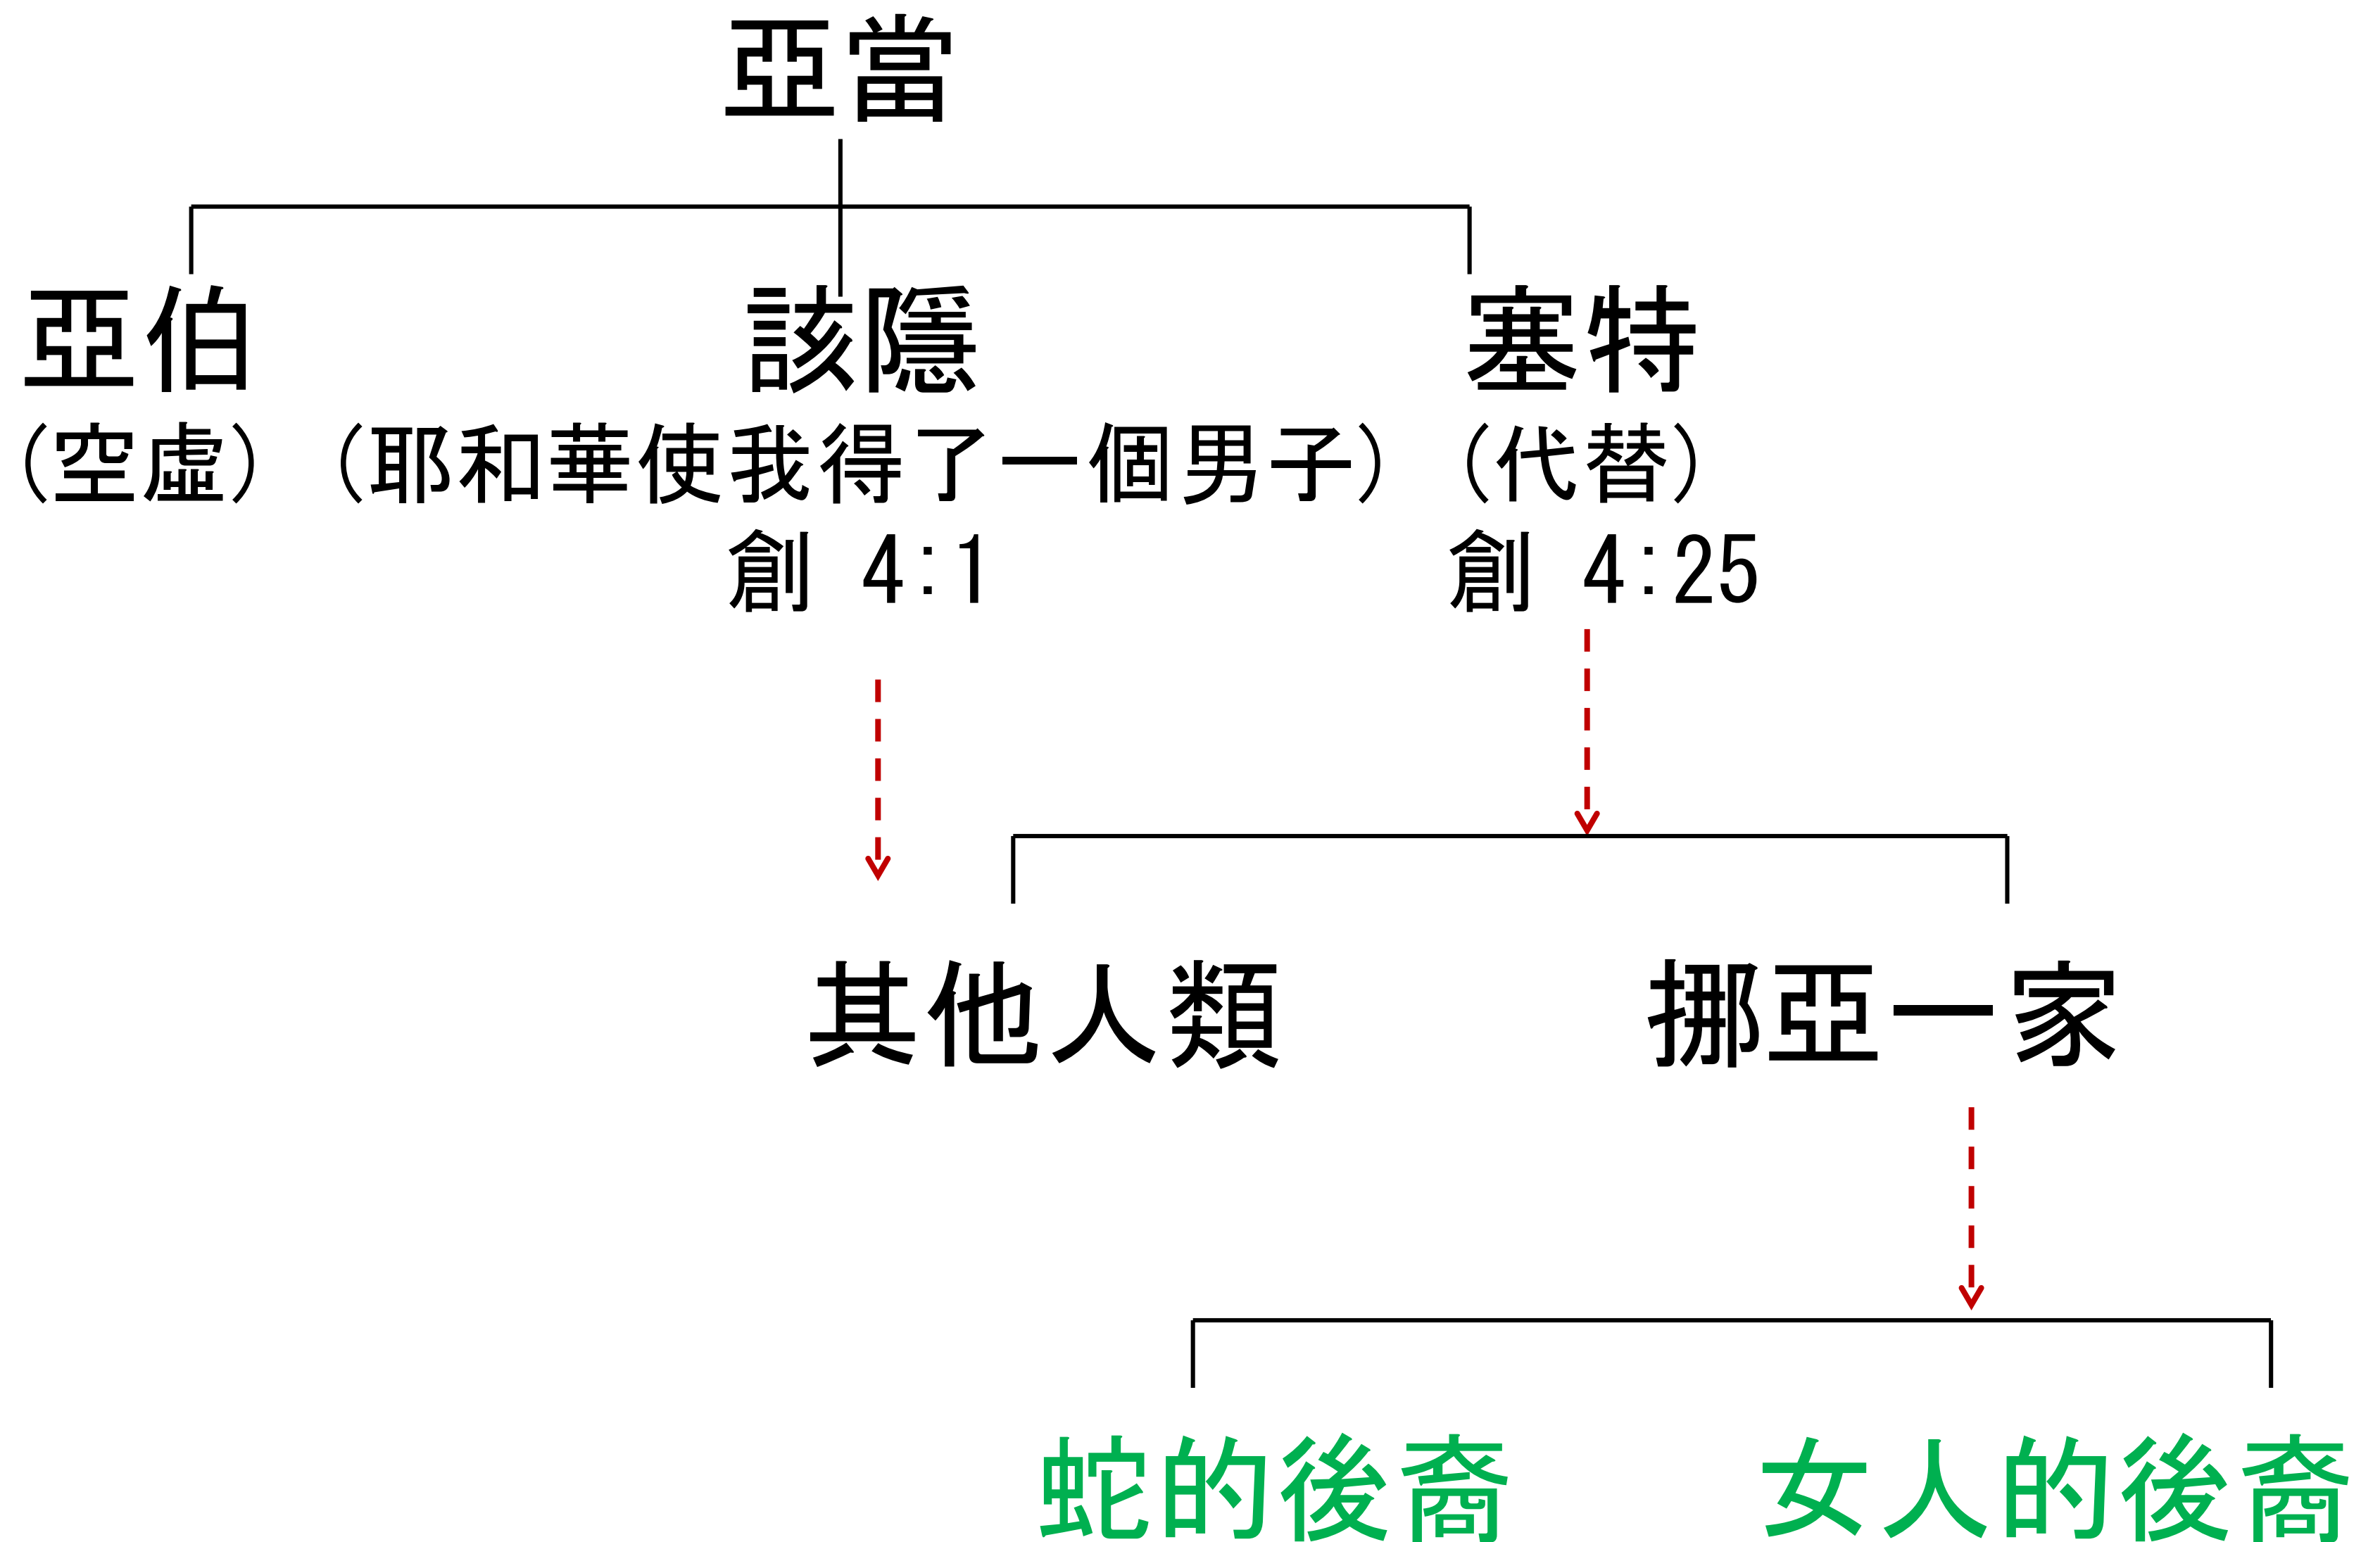 亞當
亞伯 該隱 塞特
(空虛) (耶和華使我得了一個男子) (代替)
創 4:1 創 4:25
其他人類 挪亞一家
蛇的後裔 女人的後裔